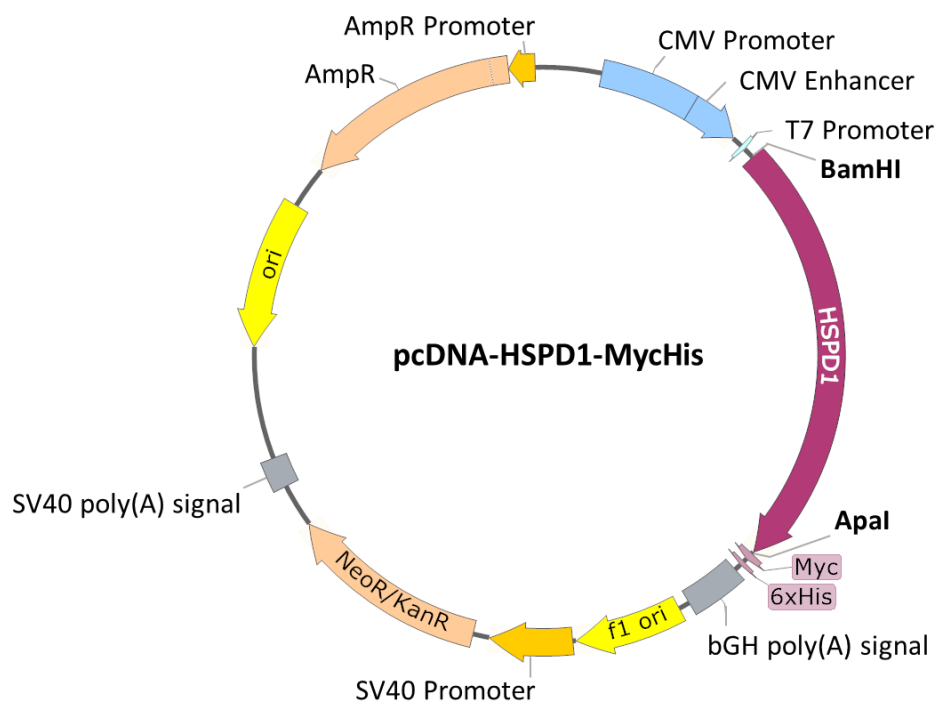 AmpR Promoter
CMV Promoter
AmpR
CMV Enhancer
T7 Promoter
BamHI
ori
HSPD1
pcDNA-HSPD1-MycHis
SV40 poly(A) signal
ApaI
Myc
6xHis
NeoR/KanR
f1 ori
bGH poly(A) signal
SV40 Promoter